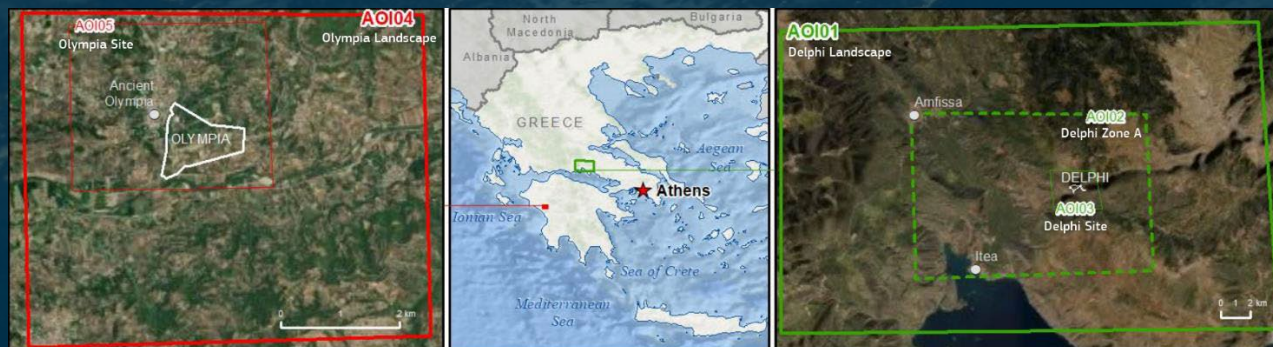 AOI05
Olympia Site
AOI04
Olympia Landscape
Ancient
Olympia
OLYMPIA
0 1 2 km
North
Macedonia
Bulgaria
Albania
GREECE
Aegean
Sea
Athens
Ionian Sea
Sea of Crete
Mediterranean
Sea
AOI01
Delphi Landscape
Amfissa
AOI02
Delphi Zone A
DELPHI
AOI03
Delphi Site
Itea
0 1 2 km